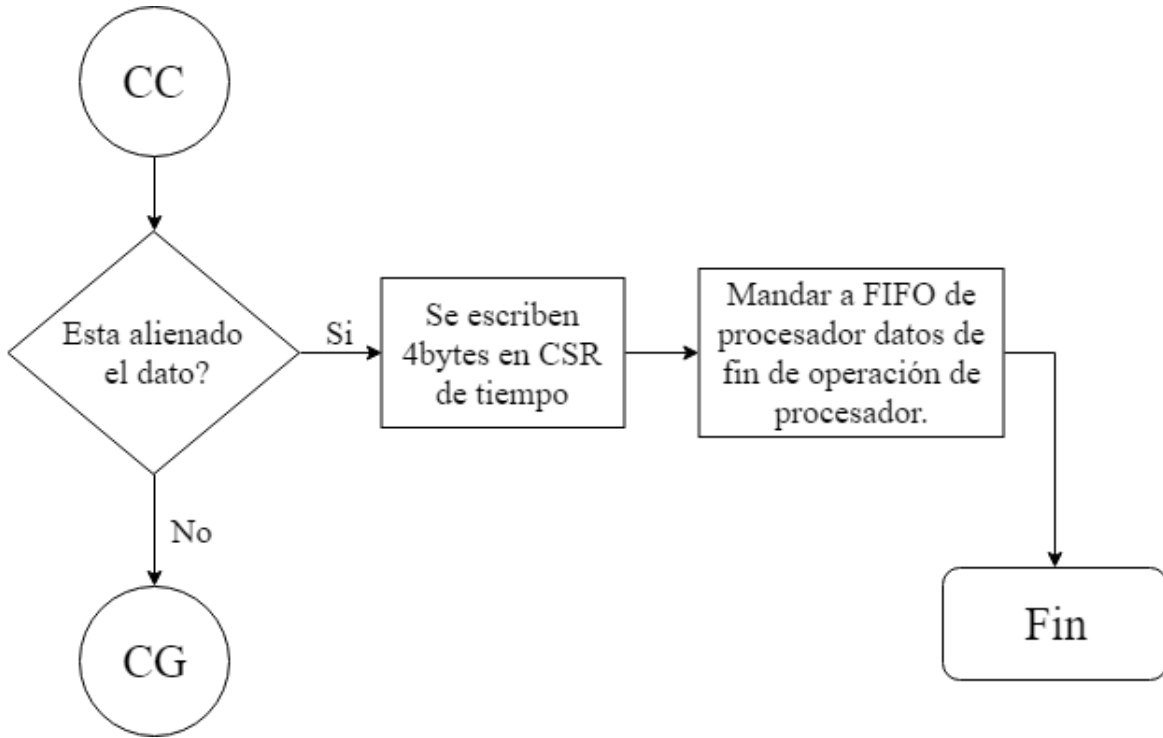 CC
Esta alienado
el dato?
Si
Se escriben
4bytes en CSR
de tiempo
Mandar a FIFO de
procesador datos de
fin de operación de
procesador.
No
CG
Fin